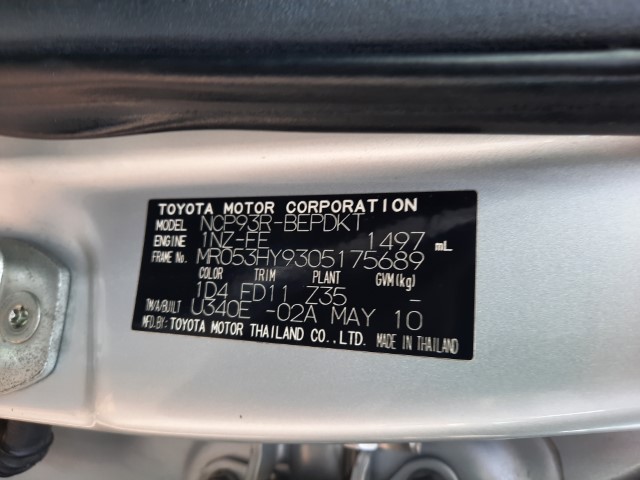 TOYOTA MOTOR CORPORATION
MODEL NCP93R-BEPDKT
ENGINE 1NZ-FE 1497 mL
FRAME No. MR053HY9305175689
COLOR TRIM PLANT GVM(kg)
1D4 FD11 Z35 -
TM/A/BUILT U340E -02A MAY 10
MFD.BY: TOYOTA MOTOR THAILAND CO.,LTD. MADE IN THAILAND